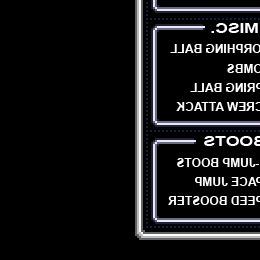 MISC.
ORPHING BALL
OMBS
PRING BALL
CREW ATTACK
BOOTS
-JUMP BOOTS
PACE JUMP
PEED BOOSTER